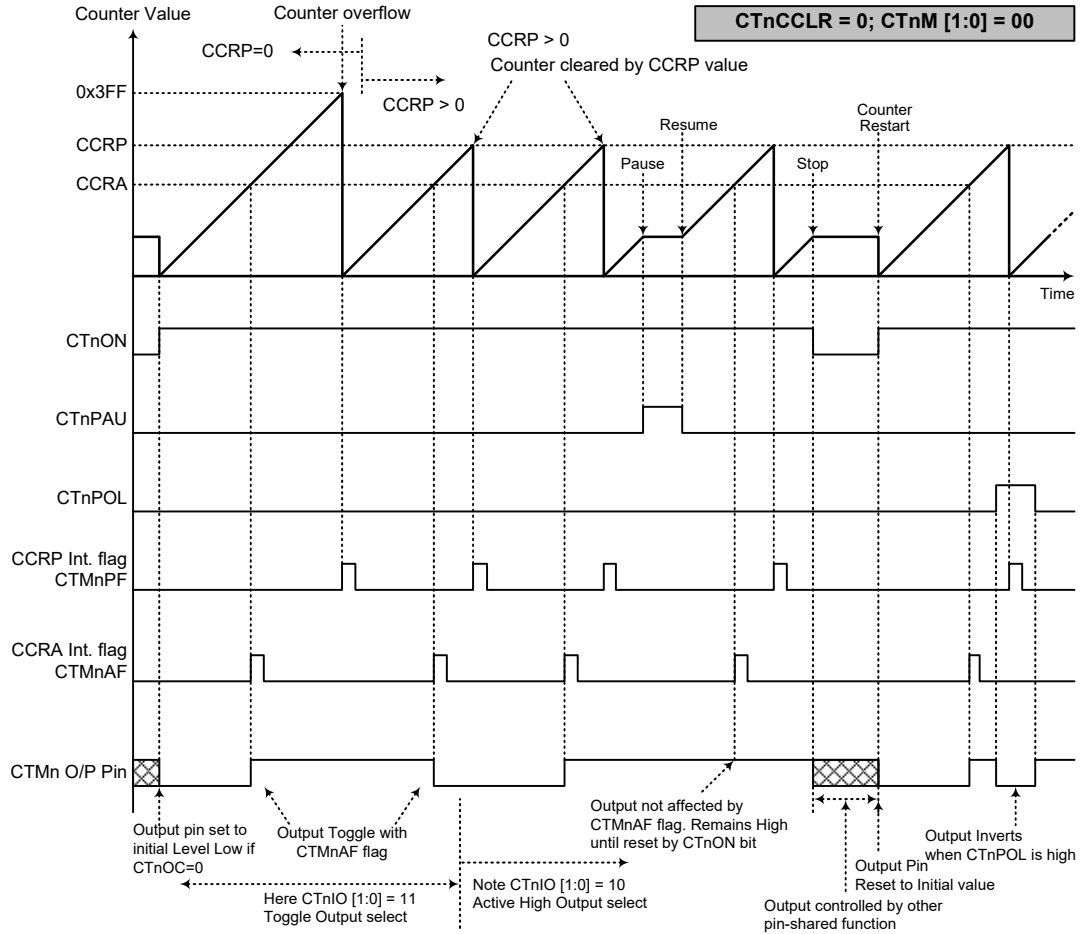 Counter Value
Counter overflow
CTnCCLR = 0; CTnM [1:0] = 00
CCRP=0
CCRP > 0
CCRP > 0
Counter cleared by CCRP value
0x3FF
CCRP
CCRA
Pause
Resume
Stop
Counter
Restart
Time
CTnON
CTnPAU
CTnPOL
CCRP Int. flag
CTMnPF
CCRA Int. flag
CTMnAF
CTMn O/P Pin
Output pin set to
initial Level Low if
CTnOC=0
Output Toggle with
CTMnAF flag
Here CTnIO [1:0] = 11
Toggle Output select
Note CTnIO [1:0] = 10
Active High Output select
Output not affected by
CTMnAF flag. Remains High
until reset by CTnON bit
Output Pin
Reset to Initial value
Output controlled by other
pin-shared function
Output Inverts
when CTnPOL is high